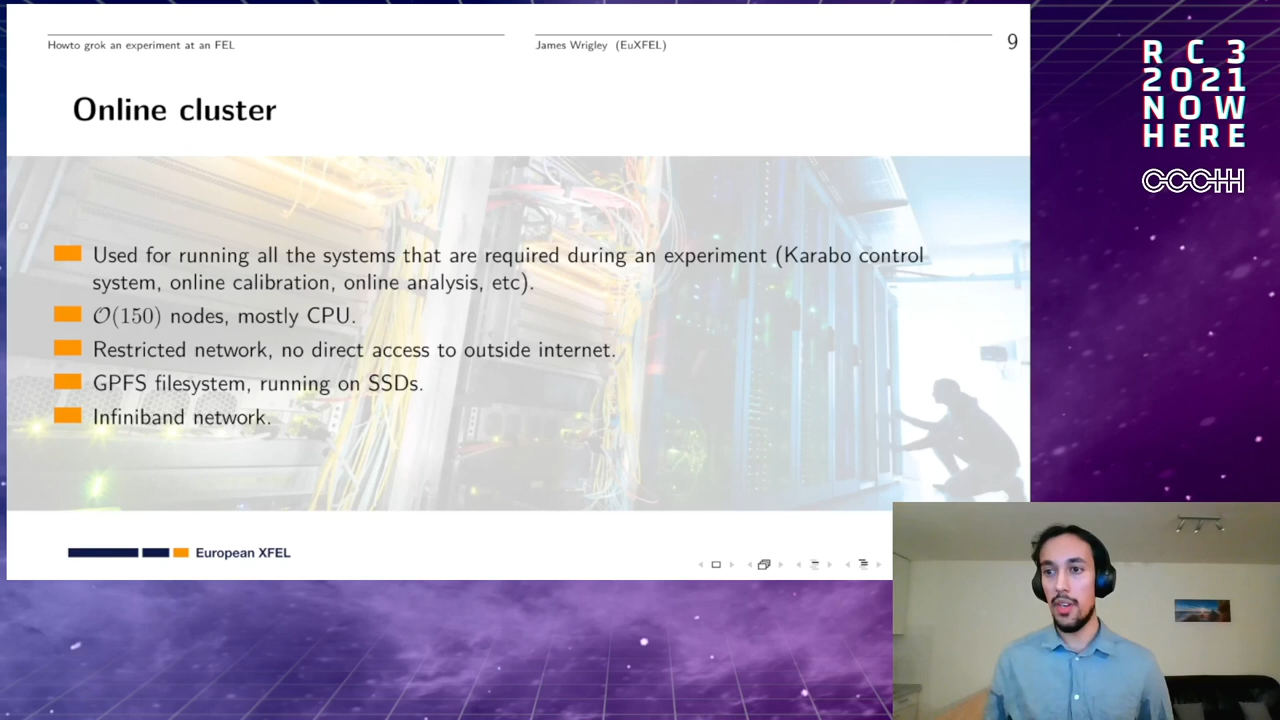 Howto grok an experiment at an FEL
James Wrigley (EuXFEL)
9
Online cluster
Used for running all the systems that are required during an experiment (Karabo control
system, online calibration, online analysis, etc).
O(150) nodes, mostly CPU.
Restricted network, no direct access to outside internet.
GPFS filesystem, running on SSDs.
Infiniband network.
European XFEL
R C 3
2021
N O W
HERE
CCCHH